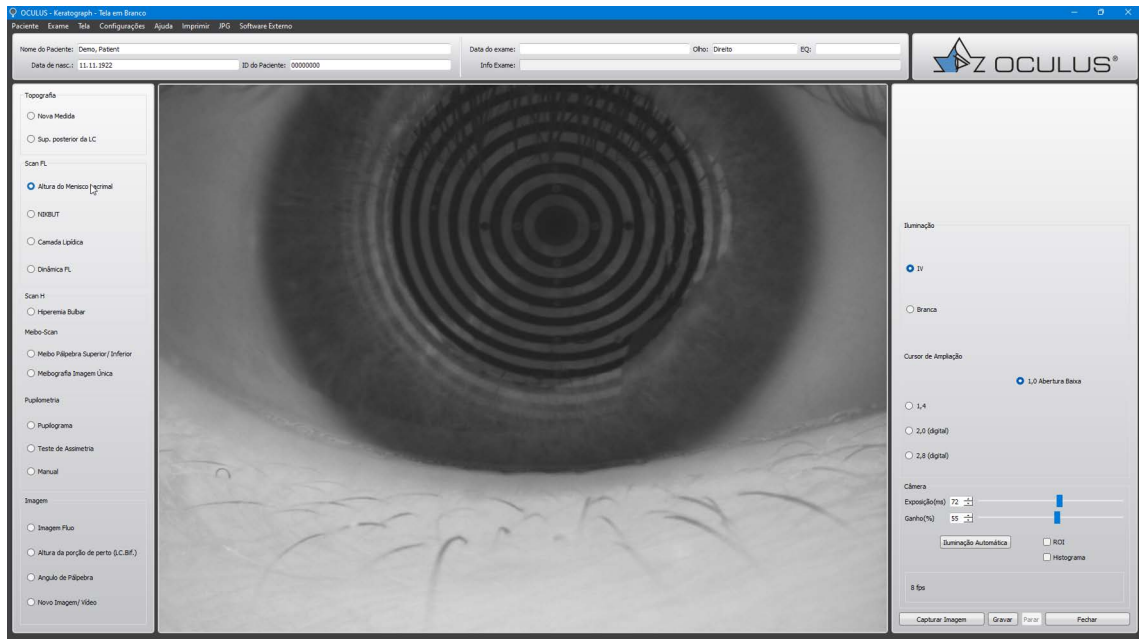 OCULUS - Keratograph - Tela em Branco
Paciente Exame Tela Configurações Ajuda Imprimir JPG Software Externo
Nome do Paciente: Demo, Patient
Data do exame: Olho: Direito EQ:
Data de nasc.: 11.11.1922 ID do Paciente: 00000000
Info Exame:
OCULUS®
Topografia
Nova Medida
Sup. posterior da LC
Scan FL
Altura do Menisco Lacrimal
NIKBUT
Camada Lipídica
Dinâmica FL
Scan H
Hiperemia Bulbar
Meibo-Scan
Meibo Pálpebra Superior/ Inferior
Meibografia Imagem Única
Pupilometria
Pupilograma
Teste de Assimetria
Manual
Imagem
Imagem Fluo
Altura da porção de perto (LC.Bif.)
Angulo de Pálpebra
Novo Imagem/ Vídeo
Iluminação
IV
Branca
Cursor de Ampliação
1,0 Abertura Baixa
1,4
2,0 (digital)
2,8 (digital)
Câmera
Exposição(ms) 72
Ganho(%) 55
Iluminação Automática ROI
Histograma
8 fps
Capturar Imagem Gravar Parar Fechar